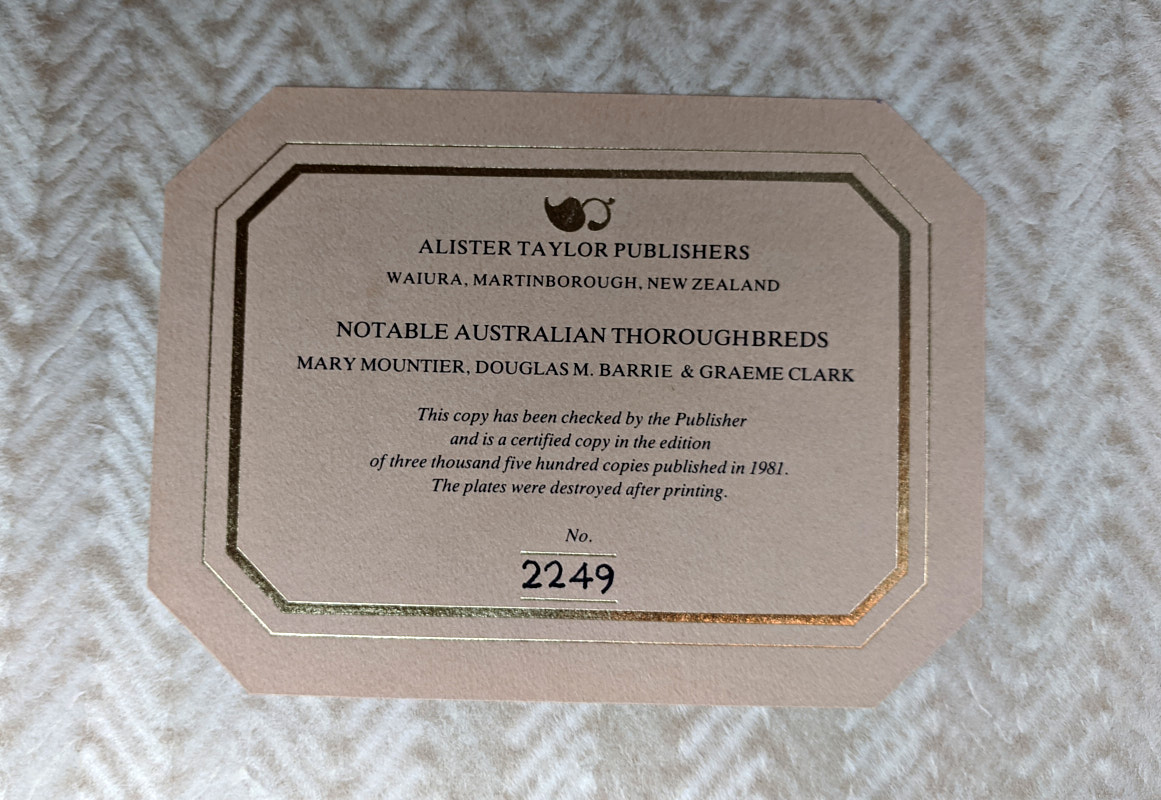 ALISTER TAYLOR PUBLISHERS
WAIURA, MARTINBOROUGH, NEW ZEALAND
NOTABLE AUSTRALIAN THOROUGHBREDS
MARY MOUNTIER, DOUGLAS M. BARRIE & GRAEME CLARK
This copy has been checked by the Publisher
and is a certified copy in the edition
of three thousand five hundred copies published in 1981.
The plates were destroyed after printing.
No.
2249